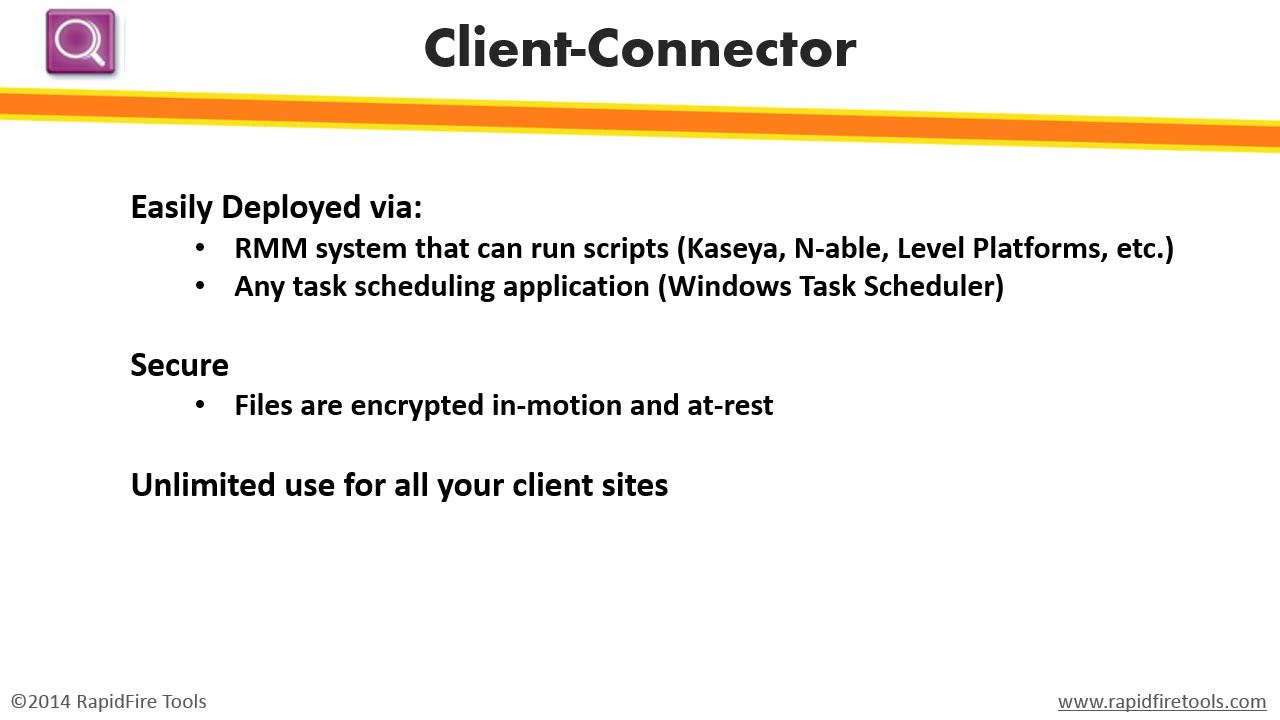 Client-Connector
Easily Deployed via:
• RMM system that can run scripts (Kaseya, N-able, Level Platforms, etc.)
• Any task scheduling application (Windows Task Scheduler)
Secure
• Files are encrypted in-motion and at-rest
Unlimited use for all your client sites
©2014 RapidFire Tools
www.rapidfiretools.com